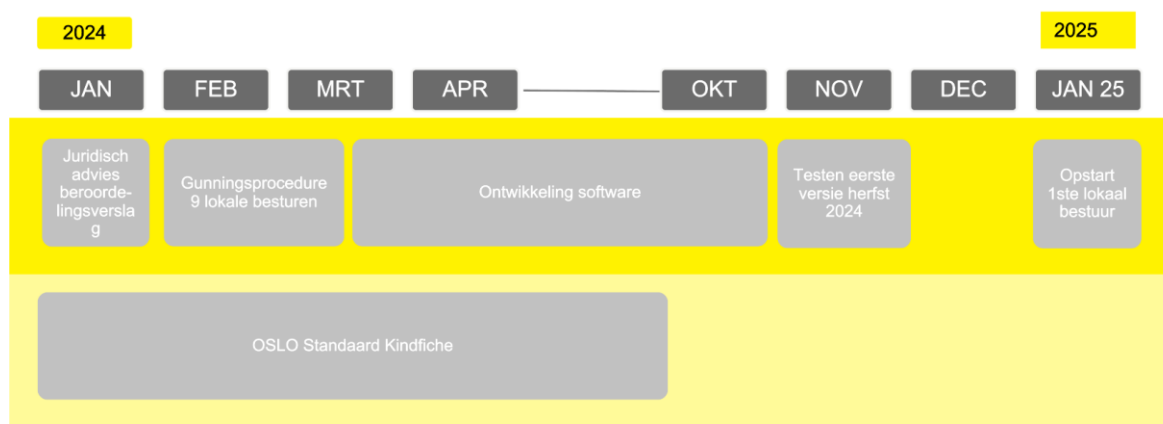 2024
2025
JAN
FEB
MRT
APR
OKT
NOV
DEC
JAN 25
Juridisch
advies
beroorde-
lingsversla
g
Gunningsprocedure
9 lokale besturen
Ontwikkeling software
Testen eerste
versie herfst
2024
Opstart
1ste lokaal
bestuur
OSLO Standaard Kindfiche